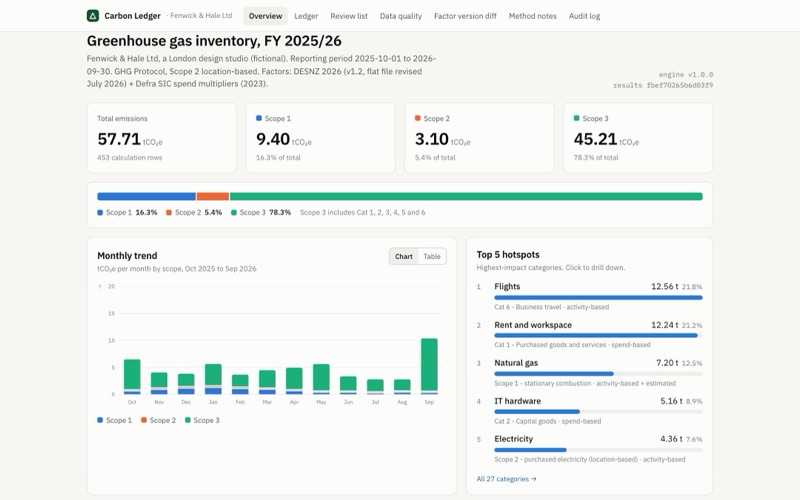 Carbon Ledger · Fenwick & Hale Ltd Overview Ledger Review list Data quality Factor version diff Method notes Audit log
Greenhouse gas inventory, FY 2025/26
Fenwick & Hale Ltd, a London design studio (fictional). Reporting period 2025-10-01 to 2026-
09-30. GHG Protocol, Scope 2 location-based. Factors: DESNZ 2026 (v1.2, flat file revised
July 2026) + Defra SIC spend multipliers (2023).
engine v1.0.0
results fbef70265b6d03f9
Total emissions
57.71 tCO₂e
453 calculation rows
Scope 1
9.40 tCO₂e
16.3% of total
Scope 2
3.10 tCO₂e
5.4% of total
Scope 3
45.21 tCO₂e
78.3% of total
Scope 1 16.3% Scope 2 5.4% Scope 3 78.3% Scope 3 includes Cat 1, 2, 3, 4, 5 and 6
Monthly trend
Chart Table
tCO₂e per month by scope, Oct 2025 to Sep 2026
t 20
15
10
5
0
Oct Nov Dec Jan Feb Mar Apr May Jun Jul Aug Sep
Scope 1 Scope 2 Scope 3
Top 5 hotspots
Highest-impact categories. Click to drill down.
1 Flights 12.56 t 21.8%
Cat 6 - Business travel · activity-based
2 Rent and workspace 12.24 t 21.2%
Cat 1 - Purchased goods and services · spend-based
3 Natural gas 7.20 t 12.5%
Scope 1 - stationary combustion · activity-based + estimated
4 IT hardware 5.16 t 8.9%
Cat 2 - Capital goods · spend-based
5 Electricity 4.36 t 7.6%
Scope 2 - purchased electricity (location-based) · activity-based
All 27 categories →